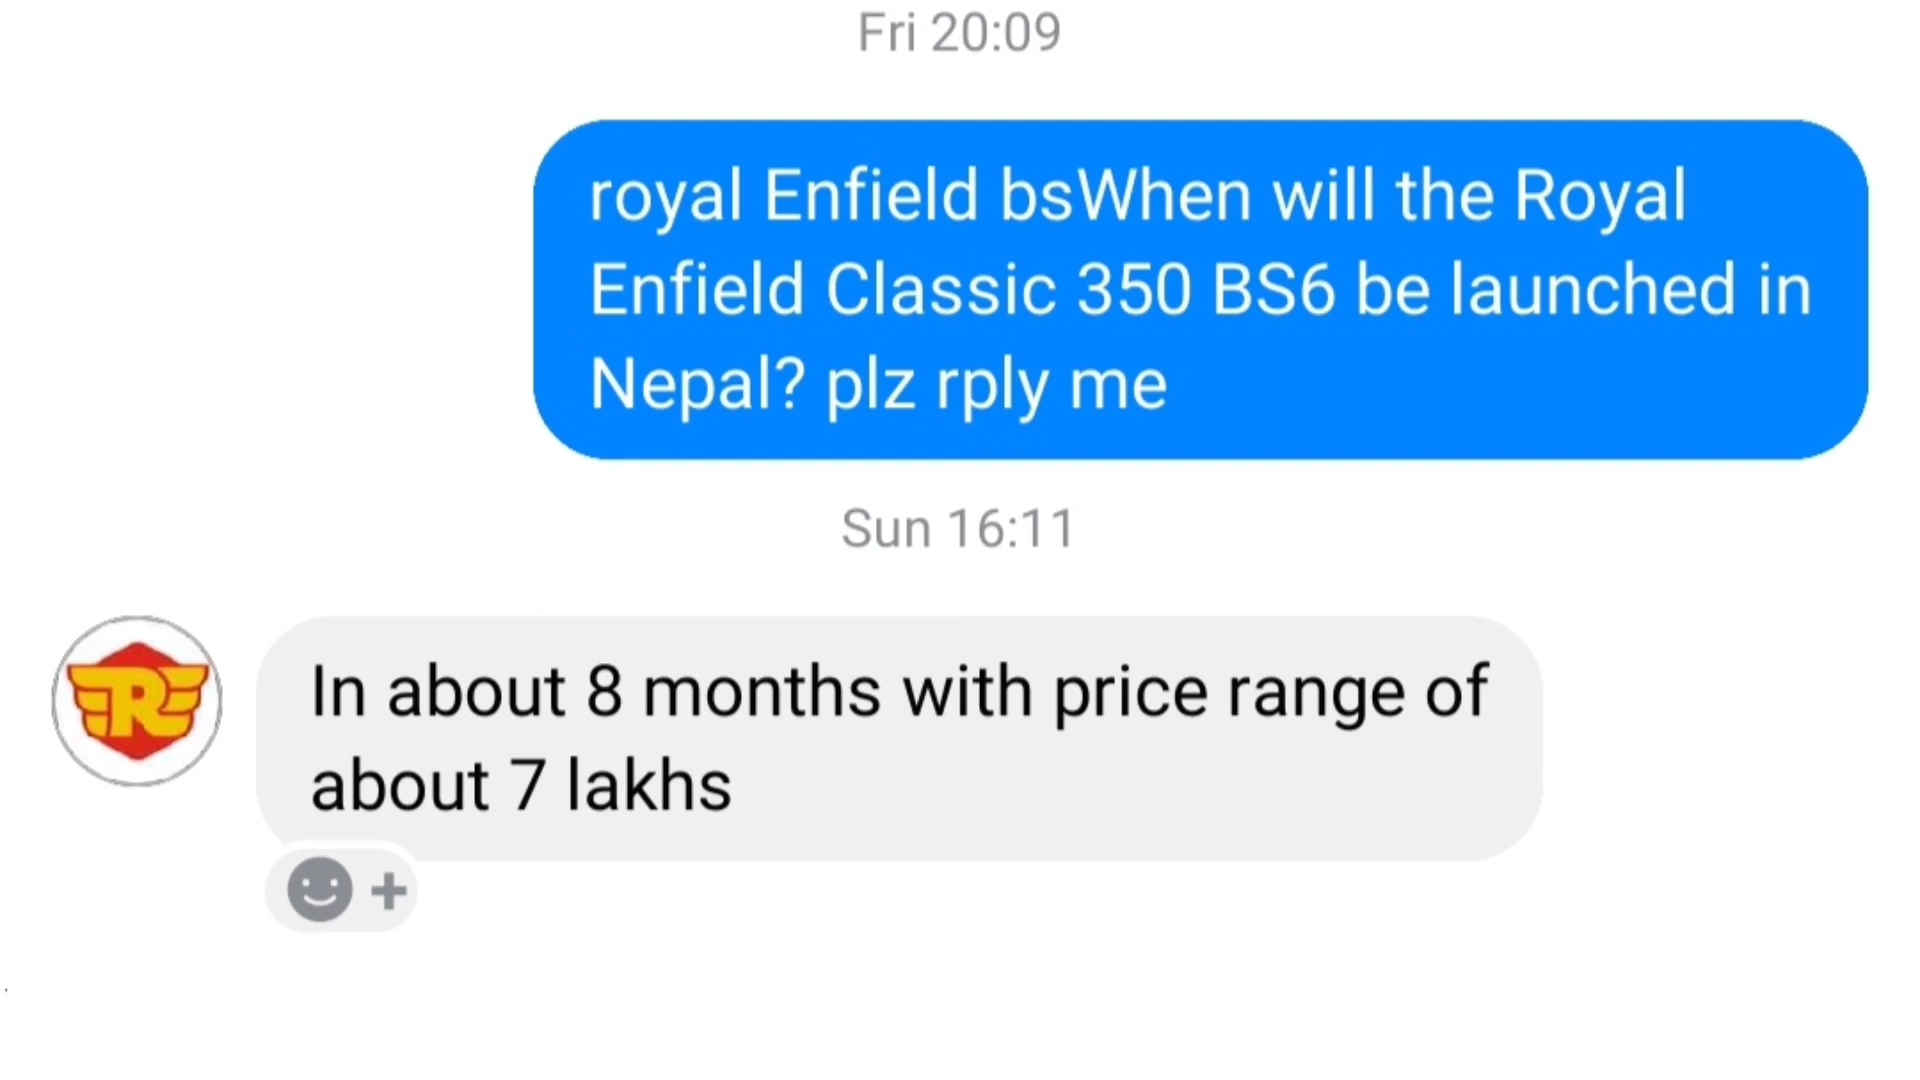 Fri 20:09
royal Enfield bsWhen will the Royal
Enfield Classic 350 BS6 be launched in
Nepal? plz rply me
Sun 16:11
R
In about 8 months with price range of
about 7 lakhs